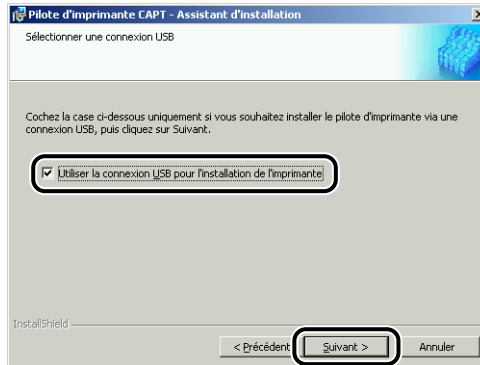 Pilote d'imprimante CAPT - Assistant d'installation
Sélectionner une connexion USB
Cochez la case ci-dessous uniquement si vous souhaitez installer le pilote d'imprimante via une
connexion USB, puis cliquez sur Suivant.
Utiliser la connexion USB pour l'installation de l'imprimante
InstallShield
< Précédent
Suivant >
Annuler